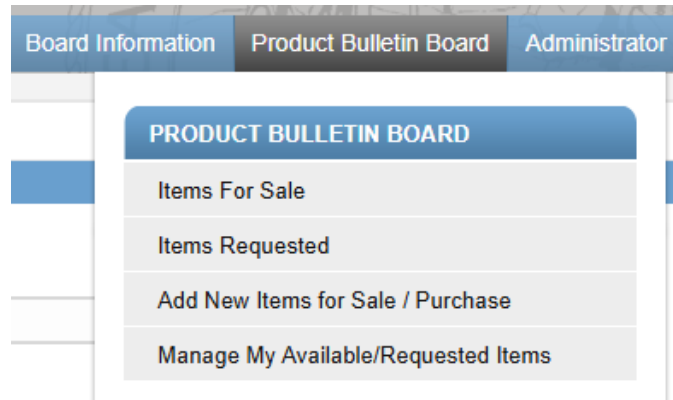 Board Information Product Bulletin Board Administrator
PRODUCT BULLETIN BOARD
Items For Sale
Items Requested
Add New Items for Sale / Purchase
Manage My Available/Requested Items